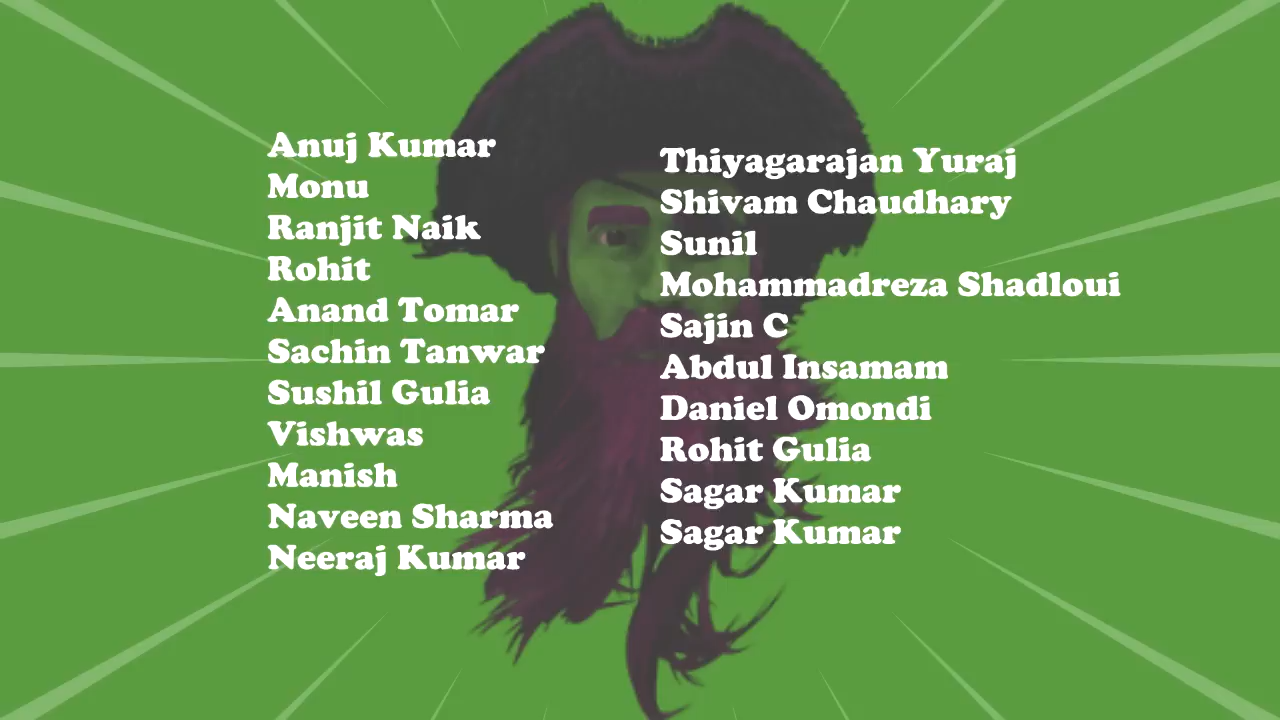 Anuj Kumar
Monu
Ranjit Naik
Rohit
Anand Tomar
Sachin Tanwar
Sushil Gulia
Vishwas
Manish
Naveen Sharma
Neeraj Kumar
Thiyagarajan Yuraj
Shivam Chaudhary
Sunil
Mohammadreza Shadloui
Sajin C
Abdul Insamam
Daniel Omondi
Rohit Gulia
Sagar Kumar
Sagar Kumar